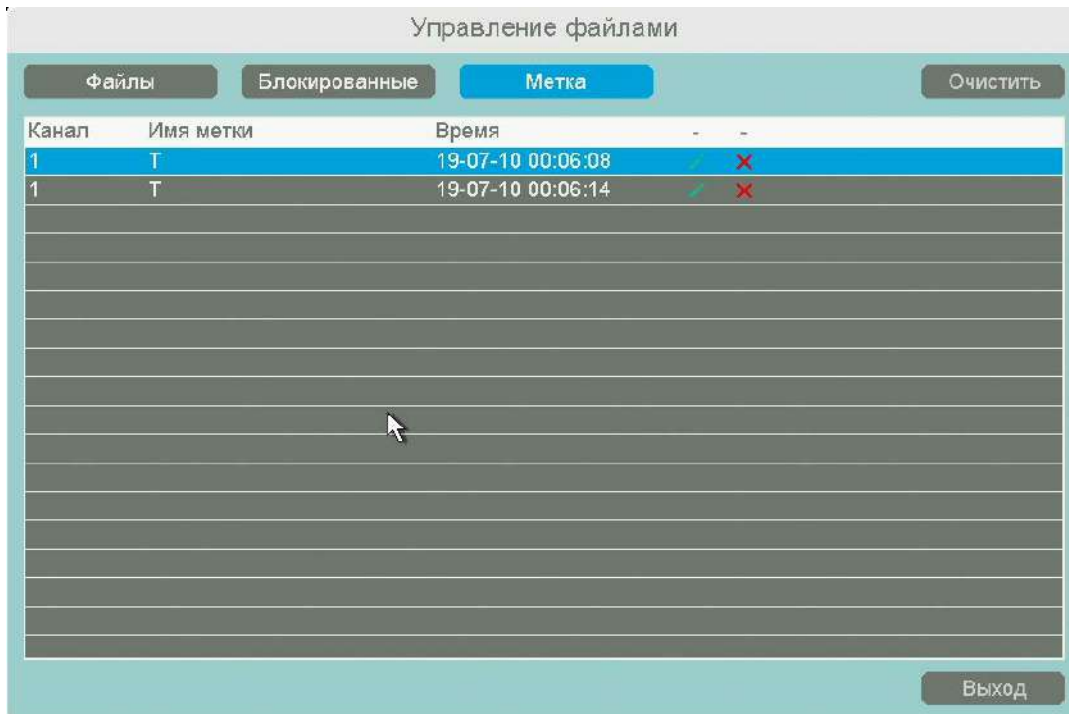 Управление файлами
Файлы Блокированные Метка Очистить
Канал Имя метки Время - -
1 T 19-07-10 00:06:08
1 T 19-07-10 00:06:14
Выход